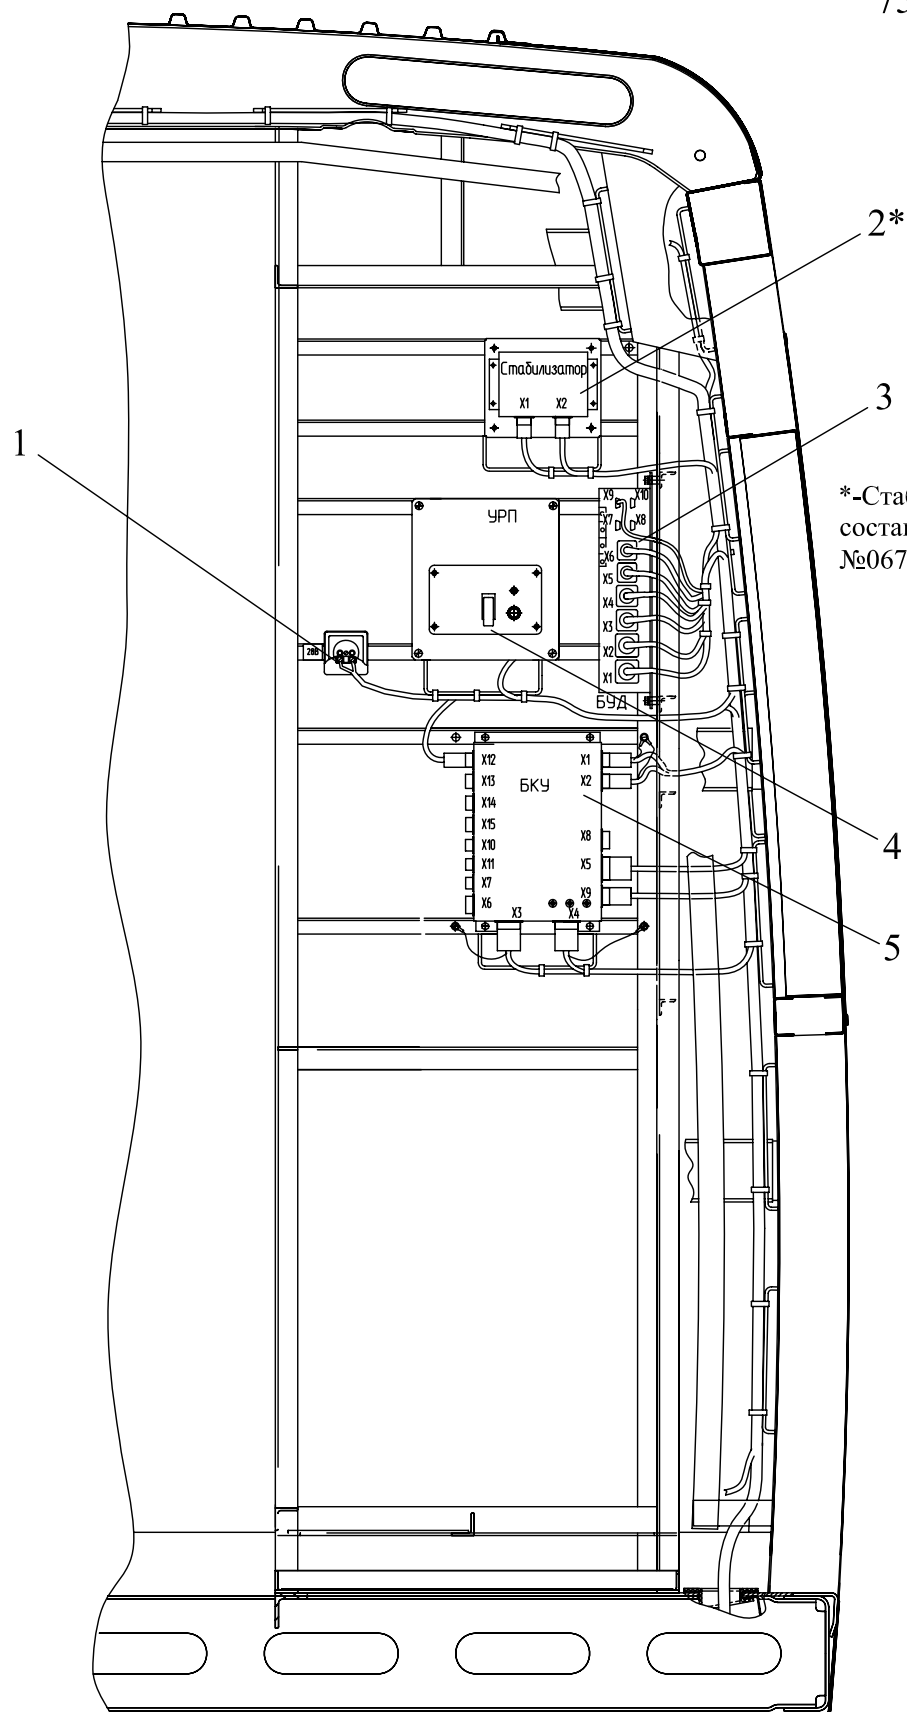 2*
Стабилизатор
X1 X2
3
1
X9 X10
*-Ста
УРП
X7 X8
соста
X6
№067
X5
X4
X3
28В
X2
X1
БУД
X12 X1
X13 БКУ X2
X14
X15 X8
4
X10
X11 X5
X7
X6 X9
X3 X4
5